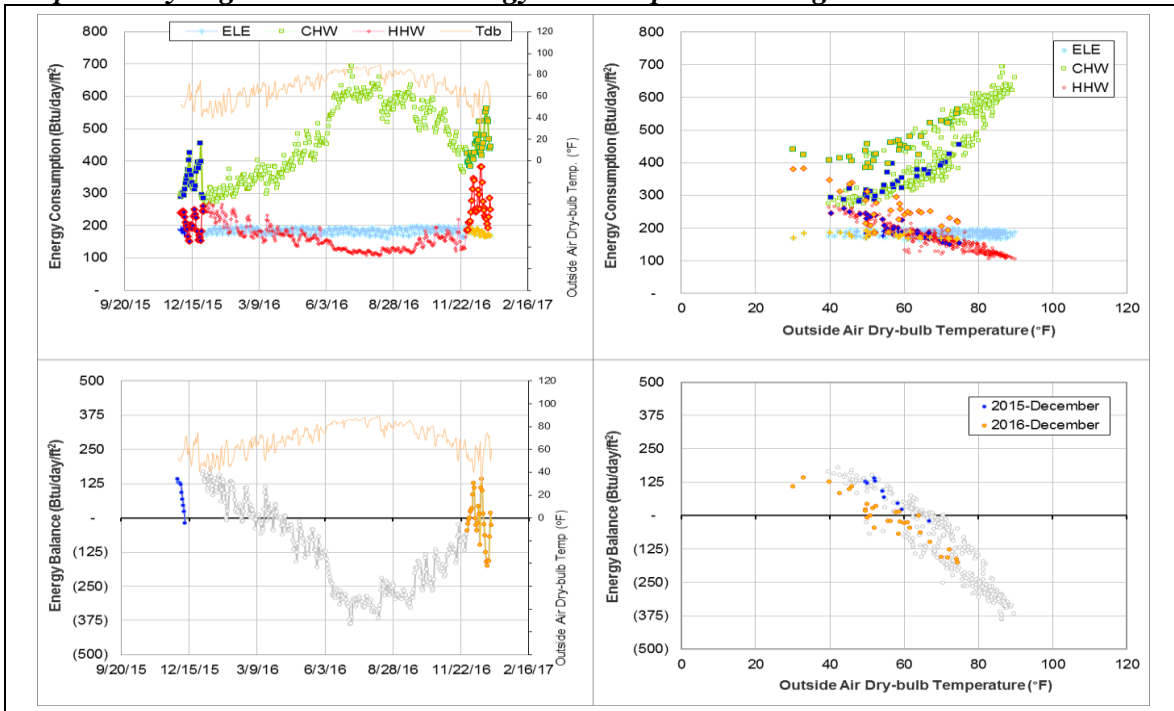 ELE CHW HHW Tdb
Energy Consumption (Btu/day/ft²)
800
700
600
500
400
300
200
100
-
120
100
80
60
40
20
0
Outside Air Dry-bulb Temp. (°F)
9/20/15 12/15/15 3/9/16 6/3/16 8/28/16 11/22/16 2/16/17
ELE
CHW
HHW
Energy Consumption (Btu/day/ft²)
800
700
600
500
400
300
200
100
-
0 20 40 60 80 100 120
Outside Air Dry-bulb Temperature (°F)
Energy Balance (Btu/day/ft²)
500
375
250
125
-
(125)
(250)
(375)
(500)
120
100
80
60
40
20
0
Outside Air Dry-bulb Temp (°F)
9/20/15 12/15/15 3/9/16 6/3/16 8/28/16 11/22/16 2/16/17
2015-December
2016-December
Energy Balance (Btu/day/ft²)
500
375
250
125
-
(125)
(250)
(375)
(500)
0 20 40 60 80 100 120
Outside Air Dry-bulb Temperature (°F)